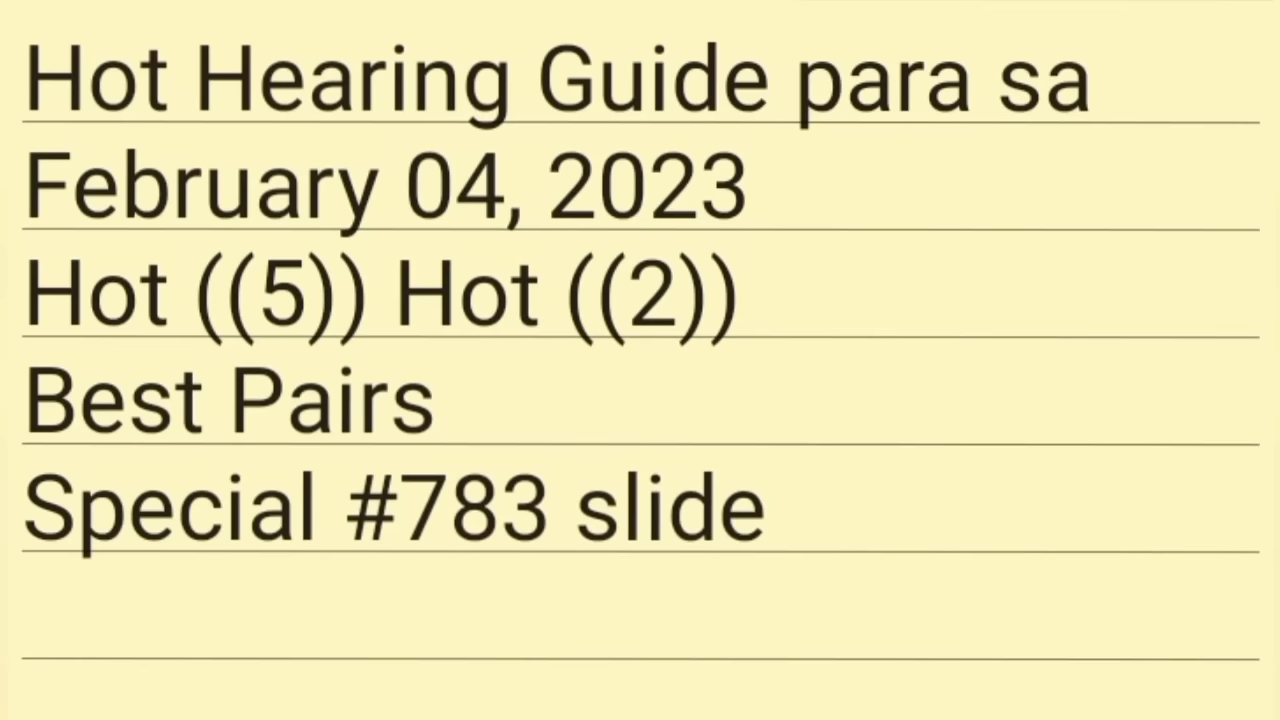 Hot Hearing Guide para sa
February 04, 2023
Hot ((5)) Hot ((2))
Best Pairs
Special #783 slide